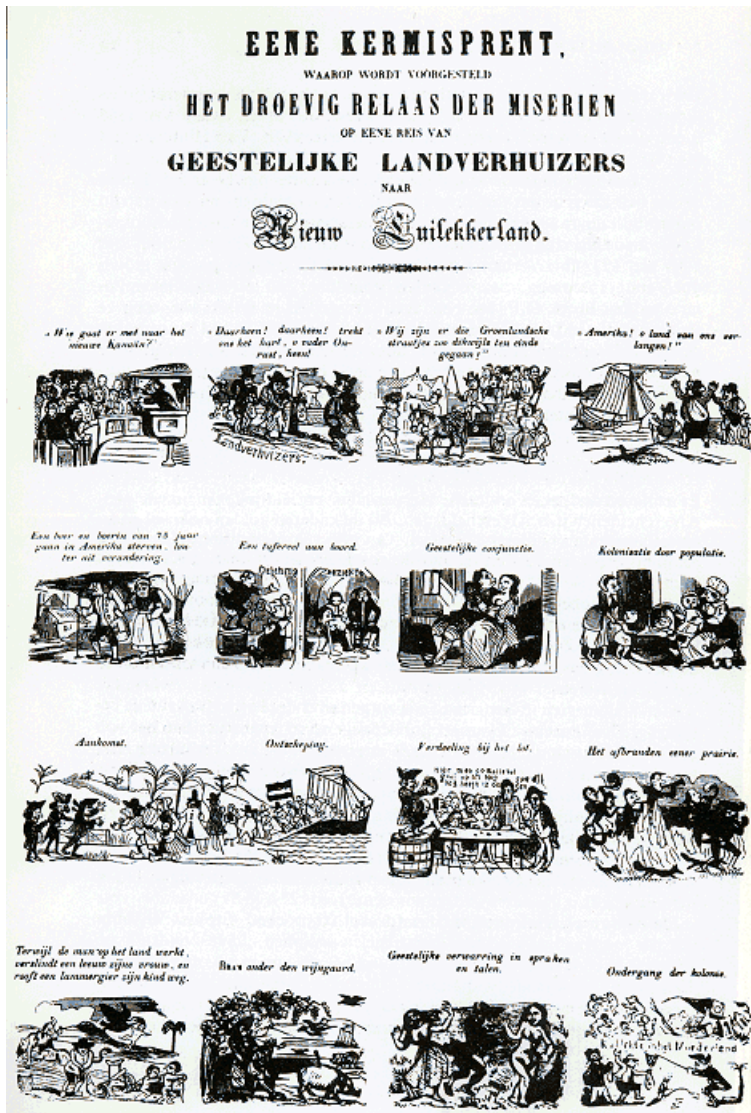 EENE KERMISPRENT,
WAAROP WORDT VOORGESTELD
HET DROEVIG RELAAS DER MISERIEN
OP EENE REIS VAN
GEESTELIJKE LANDVERHUIZERS
NAAR
Nieuw Luilekkerland.
« Wie gaat er met naar het
nieuwe Kanaän?"
« Daarheen! daarheen! trekt
ons het hart, o vader On-
rast, heen!
« Wij zijn er die Groenlandsche
straatjes zoo dikwijls ten einde
gegaan!"
« Amerika! o land van ons ver-
langen!"
Landverhuizers.
Een boer en boerin van 75 jaar
gaan in Amerika sterven, lou-
ter uit verandering.
Een tafereel aan boord.
Geestelijke conjunctie.
Kolonisatie door populatie.
Aankomst.
Ontscheping.
Verdeeling bij het lot.
Het afbranden eener prairie.
Terwijl de man op het land werkt,
verslindt een leeuw zijne vrouw, en
rooft een lammergier zijn kind weg.
onder den wijngaard.
Geestelijke verwarring in spraken
en talen.
Ondergang der kolonie.